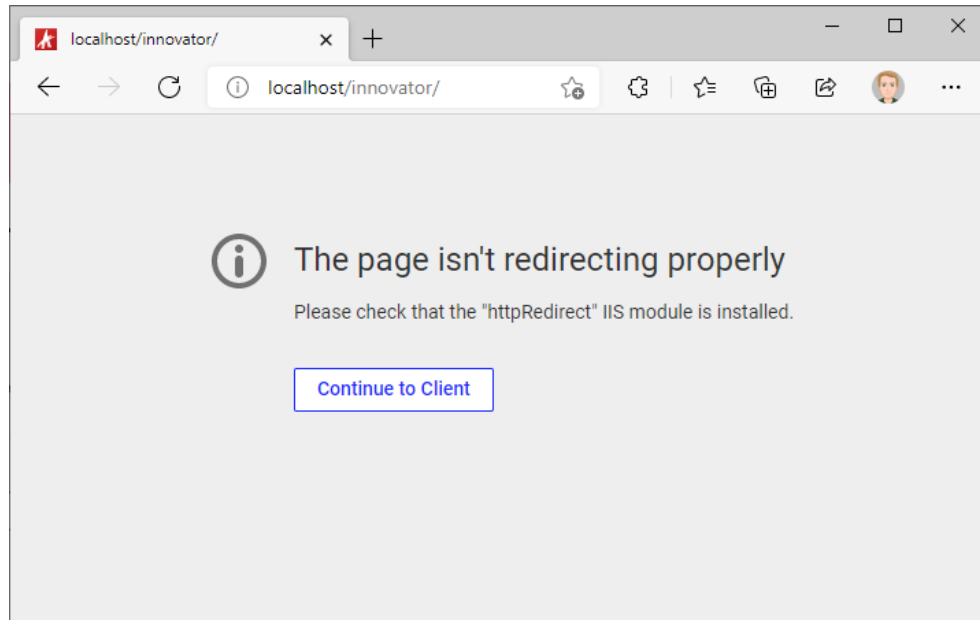 localhost/innovator/
localhost/innovator/
The page isn't redirecting properly
Please check that the "httpRedirect" IIS module is installed.
Continue to Client